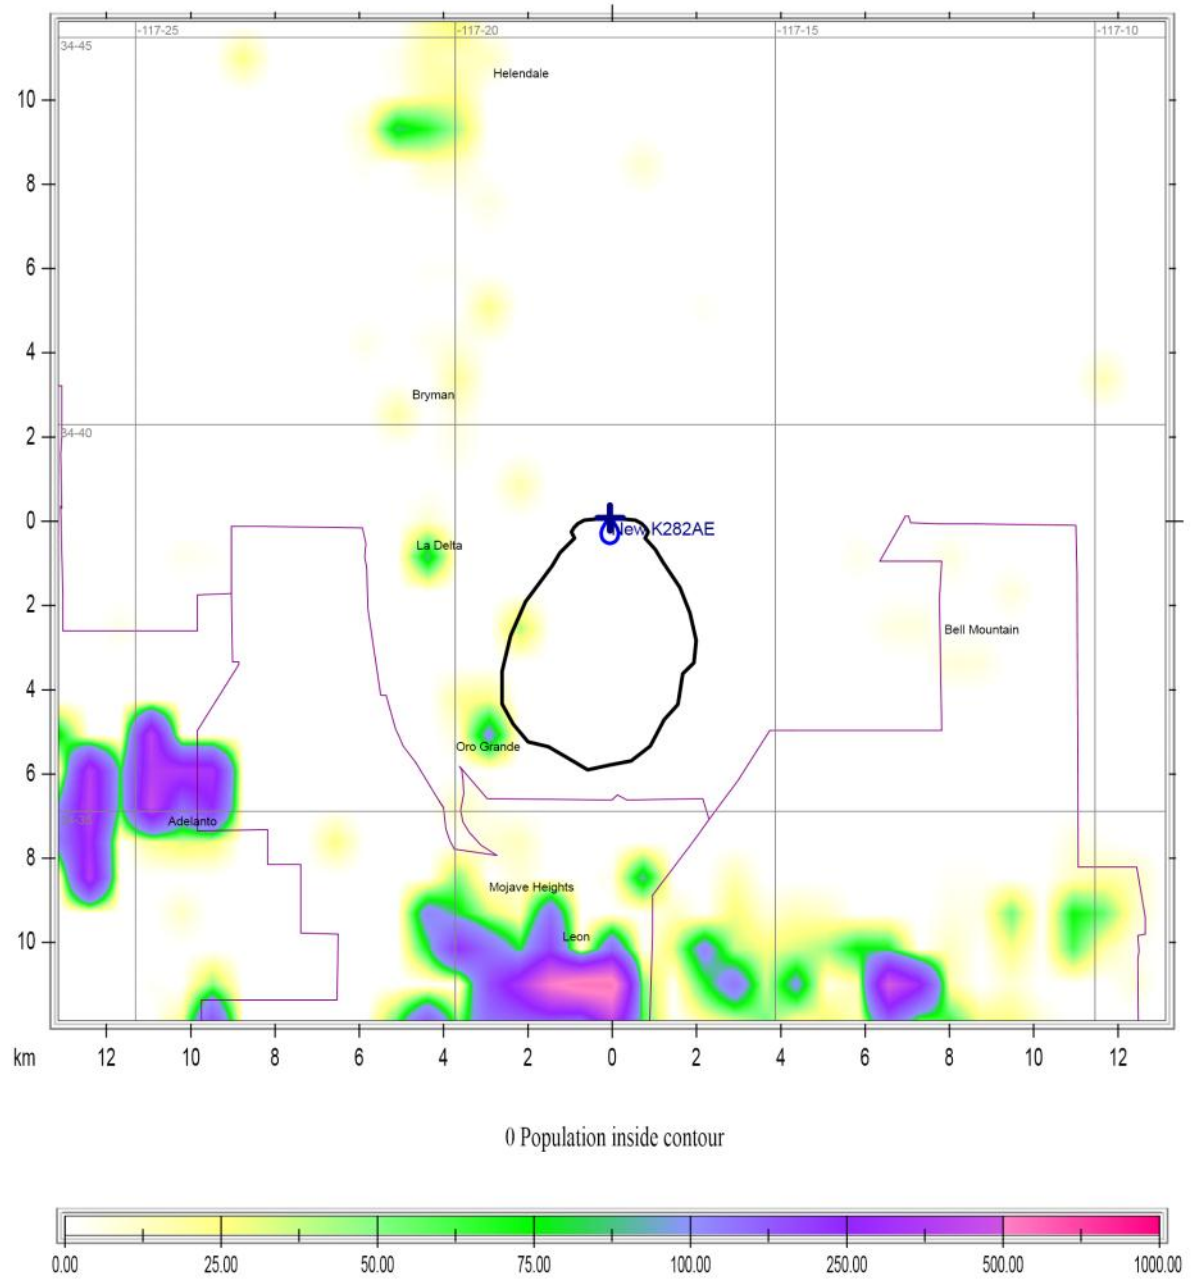 -117-25 -117-20 -117-15 -117-10
34-45
Helendale
10
8
6
4
Bryman
34-40
2
0
New K282AE
La Delta
2
Bell Mountain
4
Oro Grande
6
Adelanto
8
Mojave Heights
Leon
10
km 12 10 8 6 4 2 0 2 4 6 8 10 12
0 Population inside contour
0.00 25.00 50.00 75.00 100.00 250.00 500.00 1000.00